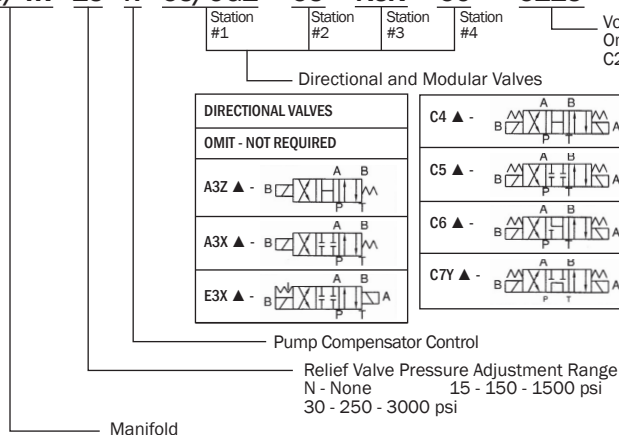 Station #1
Station #2
Station #3
Station #4
Directional and Modular Valves
DIRECTIONAL VALVES
OMIT - NOT REQUIRED
A3Z ▲ - B A B P T
A3X ▲ - B A B P T
E3X ▲ - B A B P T A
C4 ▲ - B A B P T A
C5 ▲ - B A B P T A
C6 ▲ - B A B P T A
C7Y ▲ - B A B P T A
Pump Compensator Control
Relief Valve Pressure Adjustment Range
N - None 15 - 150 - 1500 psi
30 - 250 - 3000 psi
Manifold